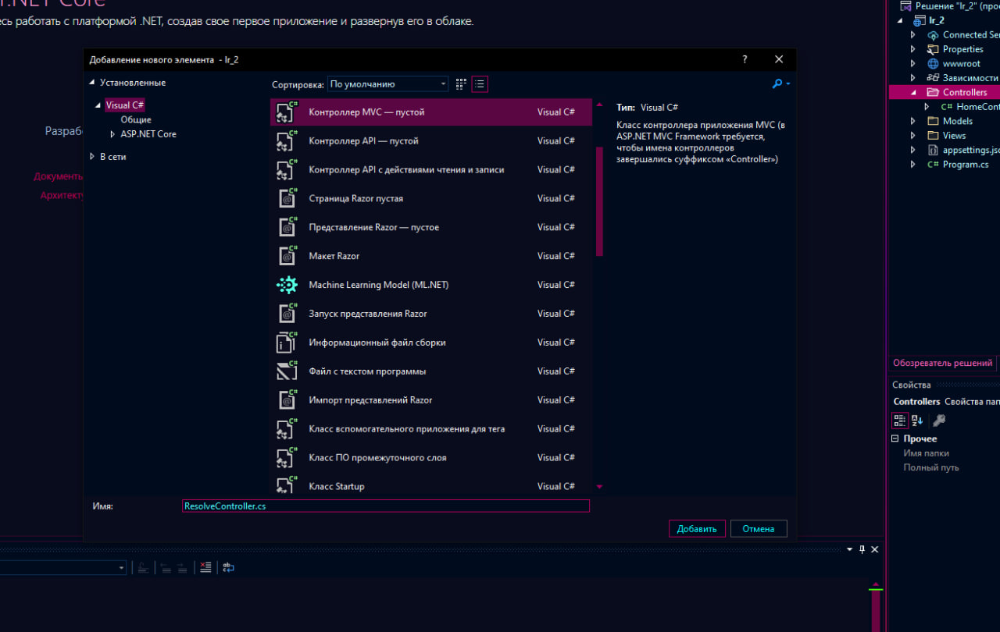 .NET Core
есь работать с платформой .NET, создав свое первое приложение и развернув его в облаке.
Разраб
Документы
Архитекту
Добавление нового элемента - lr_2
?
Установленные
Visual C#
Общие
ASP.NET Core
В сети
Сортировка: По умолчанию
Контроллер MVC — пустой Visual C#
Контроллер API — пустой Visual C#
Контроллер API с действиями чтения и записи Visual C#
Страница Razor пустая Visual C#
Представление Razor — пустое Visual C#
Макет Razor Visual C#
Machine Learning Model (ML.NET) Visual C#
Запуск представления Razor Visual C#
Информационный файл сборки Visual C#
Файл с текстом программы Visual C#
Импорт представлений Razor Visual C#
Класс вспомогательного приложения для тега Visual C#
Класс ПО промежуточного слоя Visual C#
Класс Startup Visual C#
Тип: Visual C#
Класс контроллера приложения MVC (в
ASP.NET MVC Framework требуется,
чтобы имена контроллеров
завершались суффиксом «Controller»)
Имя: ResolveController.cs
Добавить Отмена
Решение "lr_2" (про
lr_2
Connected Ser
Properties
wwwroot
Зависимости
Controllers
C# HomeCont
Models
Views
appsettings.jso
C# Program.cs
Обозреватель решений
Свойства
Controllers Свойства пап
Прочее
Имя папки
Полный путь